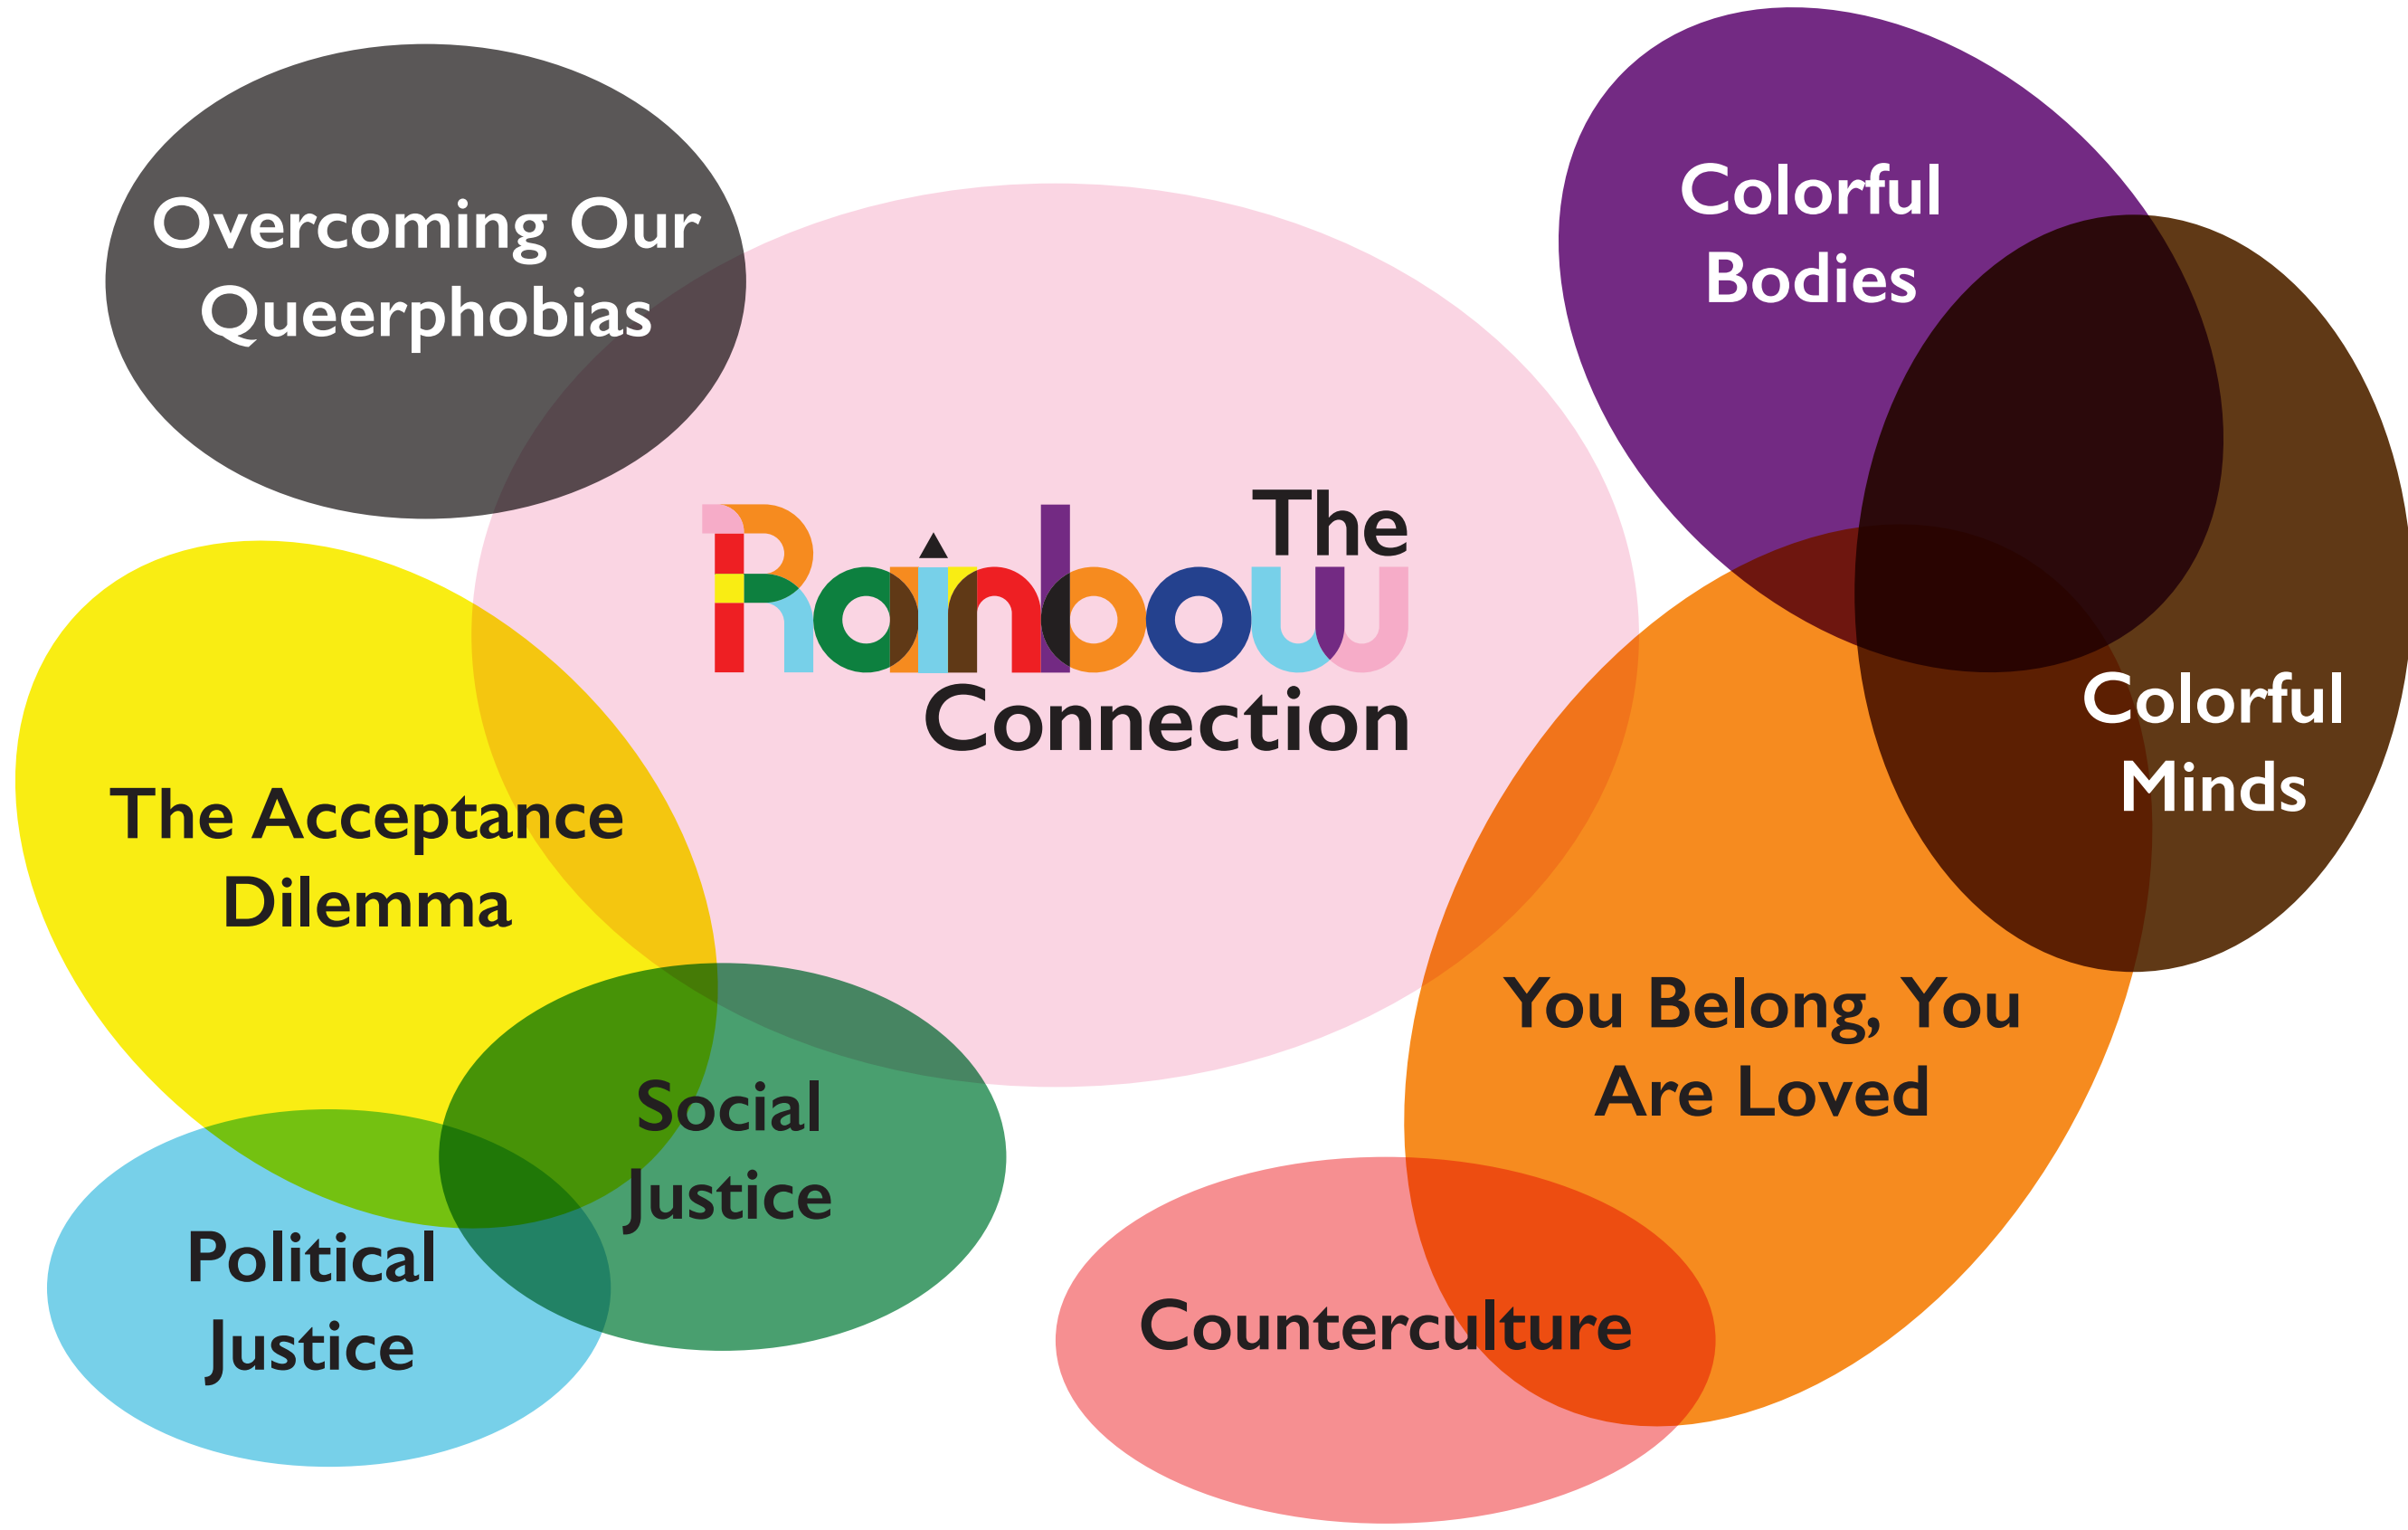 Overcoming Our
Queerphobias
Colorful
Bodies
The
Rainbow
Connection
Colorful
Minds
The Acceptance
Dilemma
You Belong, You
Are Loved
Social
Justice
Political
Justice
Counterculture